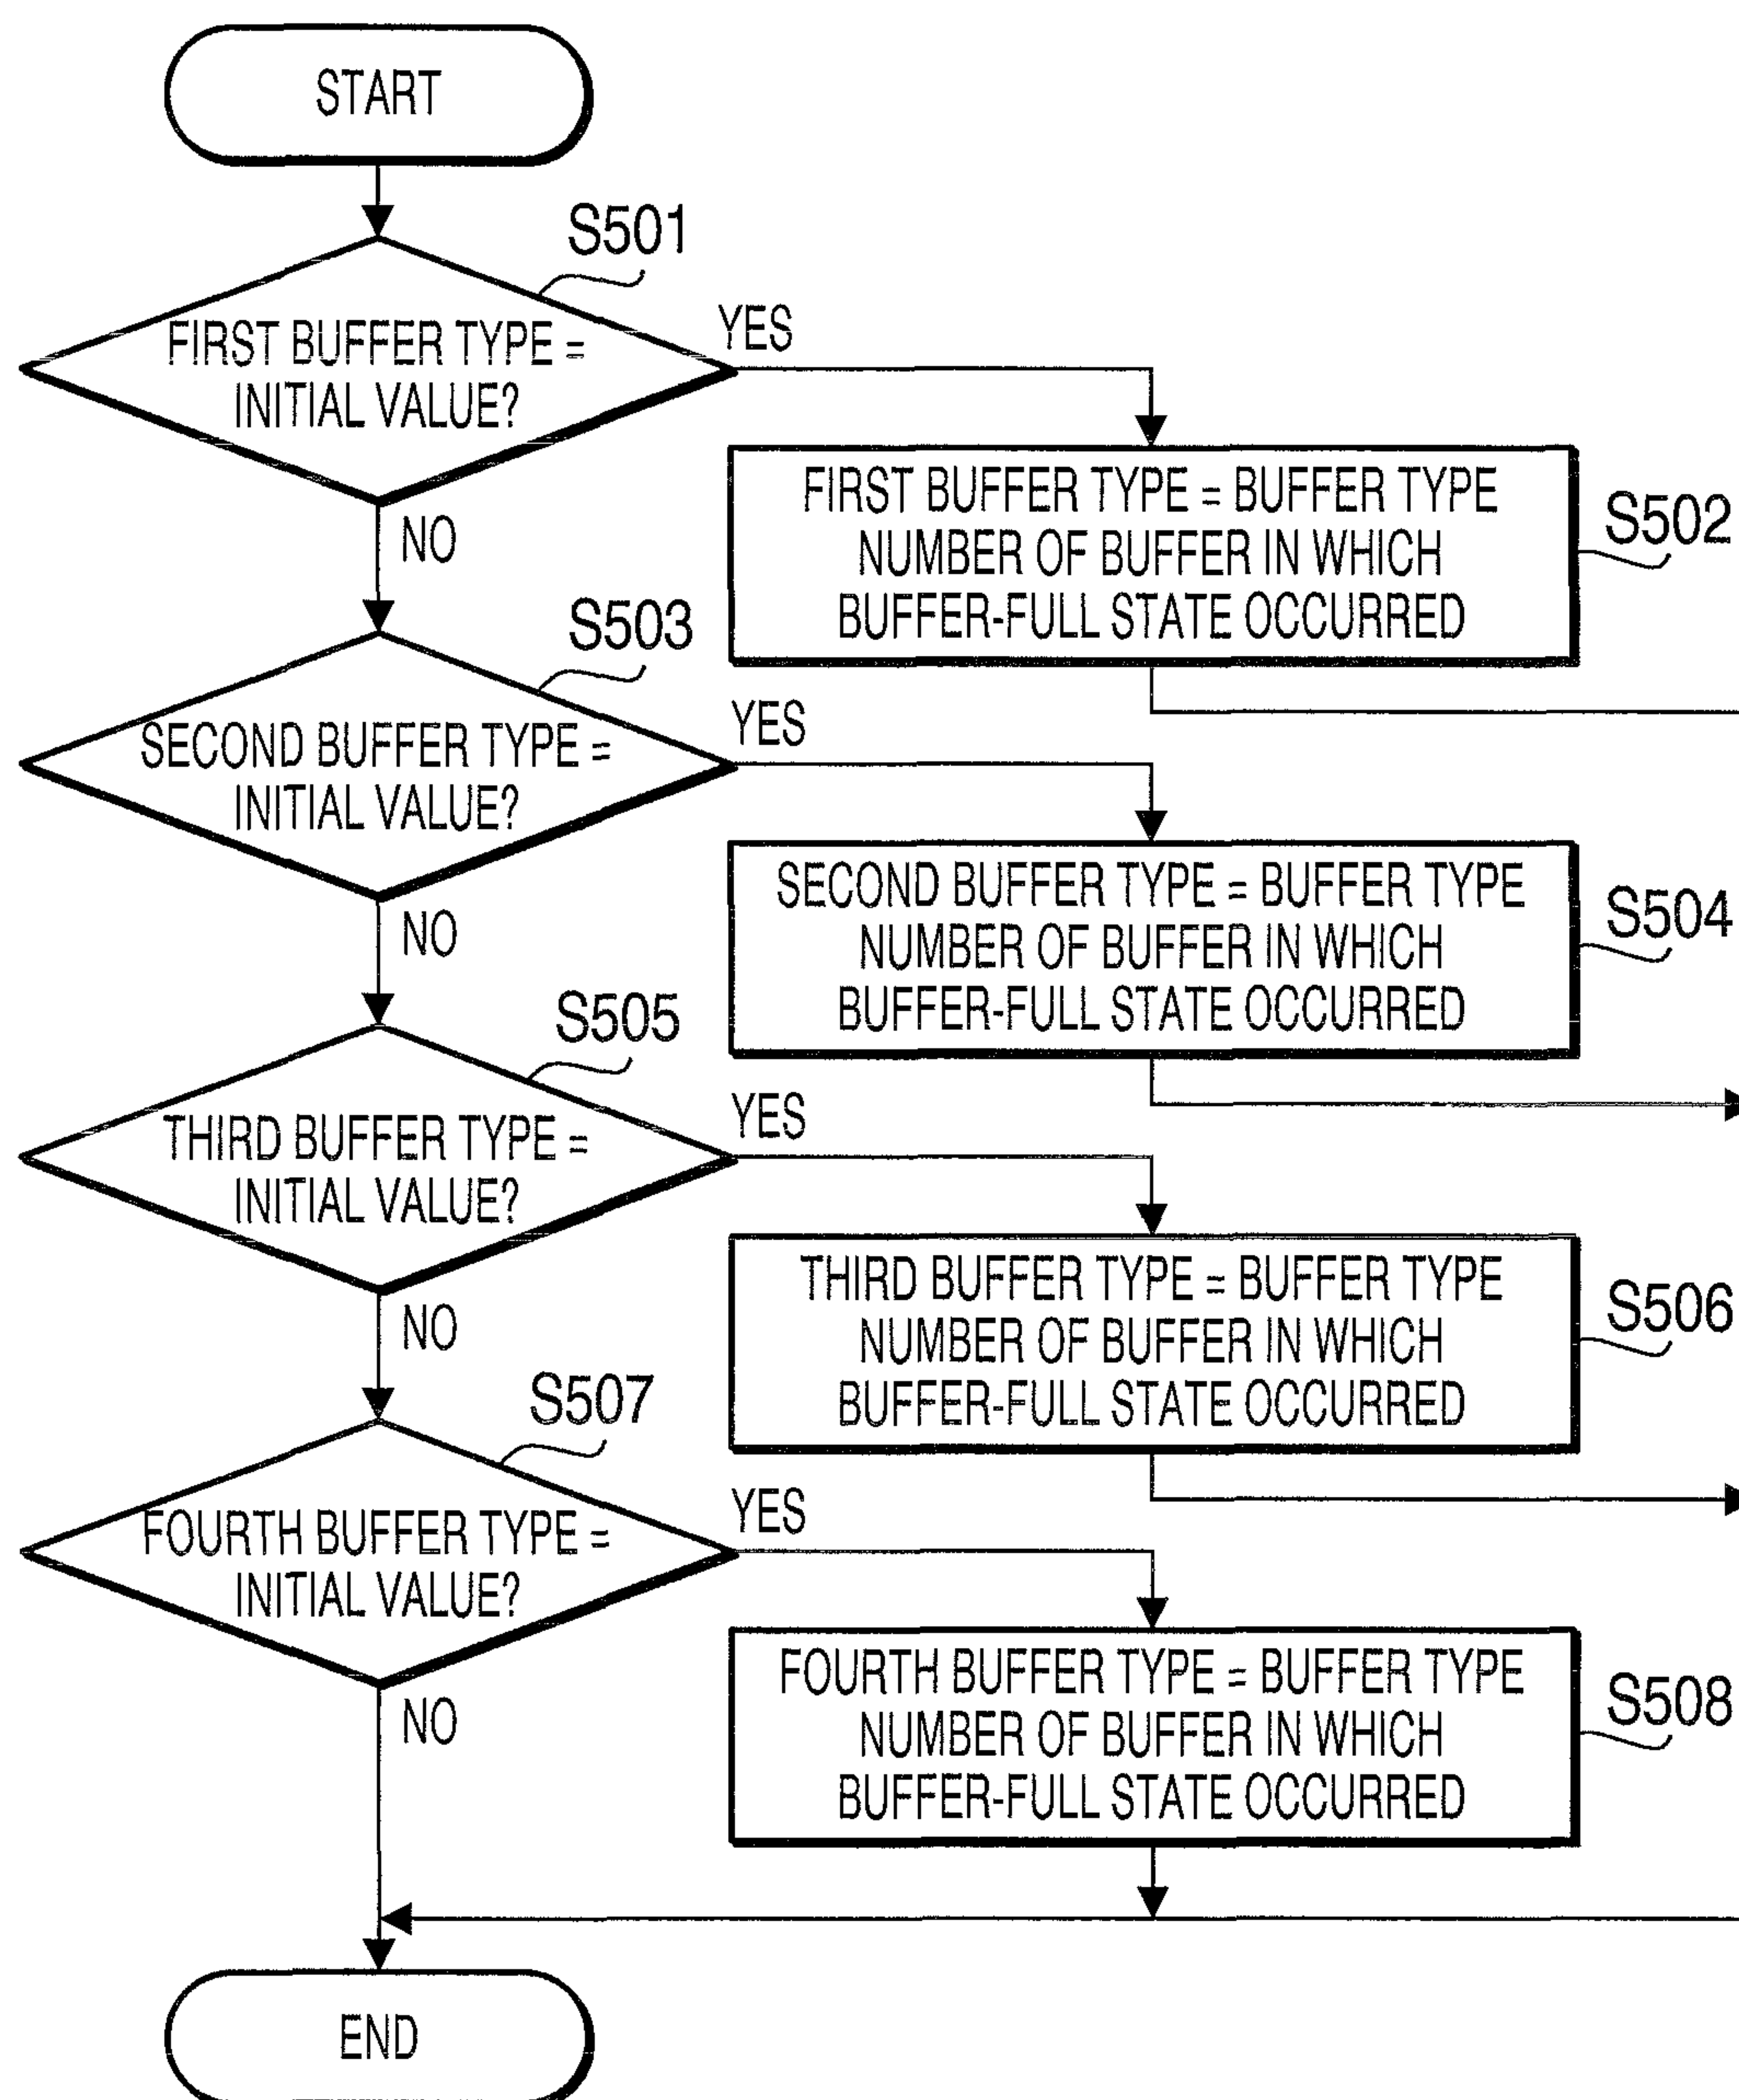 START
S501
FIRST BUFFER TYPE =
INITIAL VALUE?
YES
NO
FIRST BUFFER TYPE = BUFFER TYPE
NUMBER OF BUFFER IN WHICH
BUFFER-FULL STATE OCCURRED
S502
S503
SECOND BUFFER TYPE =
INITIAL VALUE?
YES
NO
SECOND BUFFER TYPE = BUFFER TYPE
NUMBER OF BUFFER IN WHICH
BUFFER-FULL STATE OCCURRED
S504
S505
THIRD BUFFER TYPE =
INITIAL VALUE?
YES
NO
THIRD BUFFER TYPE = BUFFER TYPE
NUMBER OF BUFFER IN WHICH
BUFFER-FULL STATE OCCURRED
S506
S507
FOURTH BUFFER TYPE =
INITIAL VALUE?
YES
NO
FOURTH BUFFER TYPE = BUFFER TYPE
NUMBER OF BUFFER IN WHICH
BUFFER-FULL STATE OCCURRED
S508
END